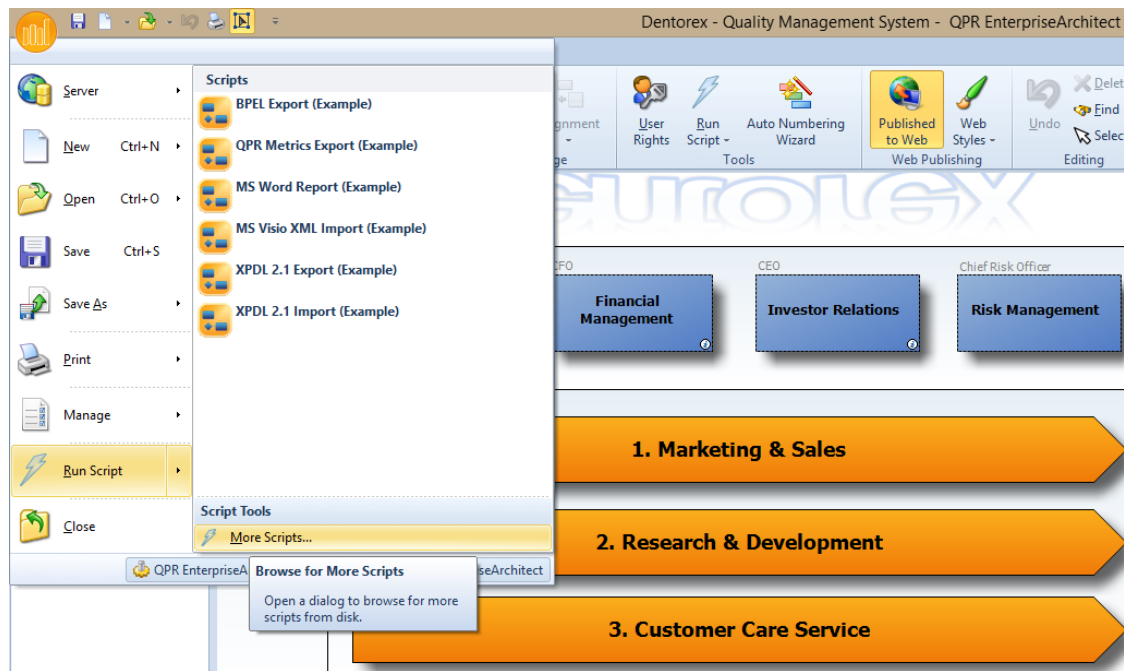 Dentorex - Quality Management System - QPR EnterpriseArchitect
Server
New Ctrl+N
Open Ctrl+O
Save Ctrl+S
Save As
Print
Manage
Run Script
Close
Scripts
BPEL Export (Example)
QPR Metrics Export (Example)
MS Word Report (Example)
MS Visio XML Import (Example)
XPDL 2.1 Export (Example)
XPDL 2.1 Import (Example)
Script Tools
More Scripts...
QPR EnterpriseA
seArchitect
Browse for More Scripts
Open a dialog to browse for more
scripts from disk.
gnment
ge
User
Rights
Run
Script
Auto Numbering
Wizard
Tools
Published
to Web
Web
Styles
Web Publishing
Undo
Delet
Find
Selec
Editing
CFO
Financial
Management
CEO
Investor Relations
Chief Risk Officer
Risk Management
1. Marketing & Sales
2. Research & Development
3. Customer Care Service